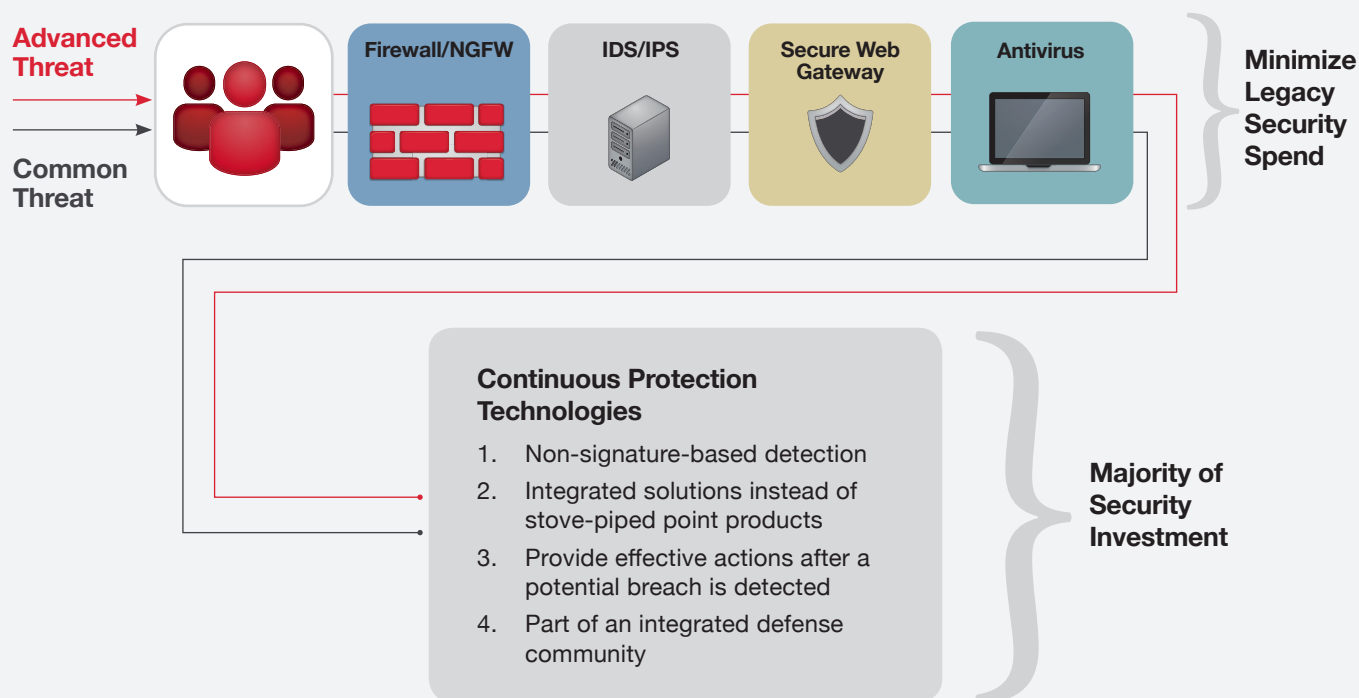 Advanced
Threat
Common
Threat
Firewall/NGFW
IDS/IPS
Secure Web
Gateway
Antivirus
Minimize
Legacy
Security
Spend
Continuous Protection
Technologies
1. Non-signature-based detection
2. Integrated solutions instead of
stove-piped point products
3. Provide effective actions after a
potential breach is detected
4. Part of an integrated defense
community
Majority of
Security
Investment